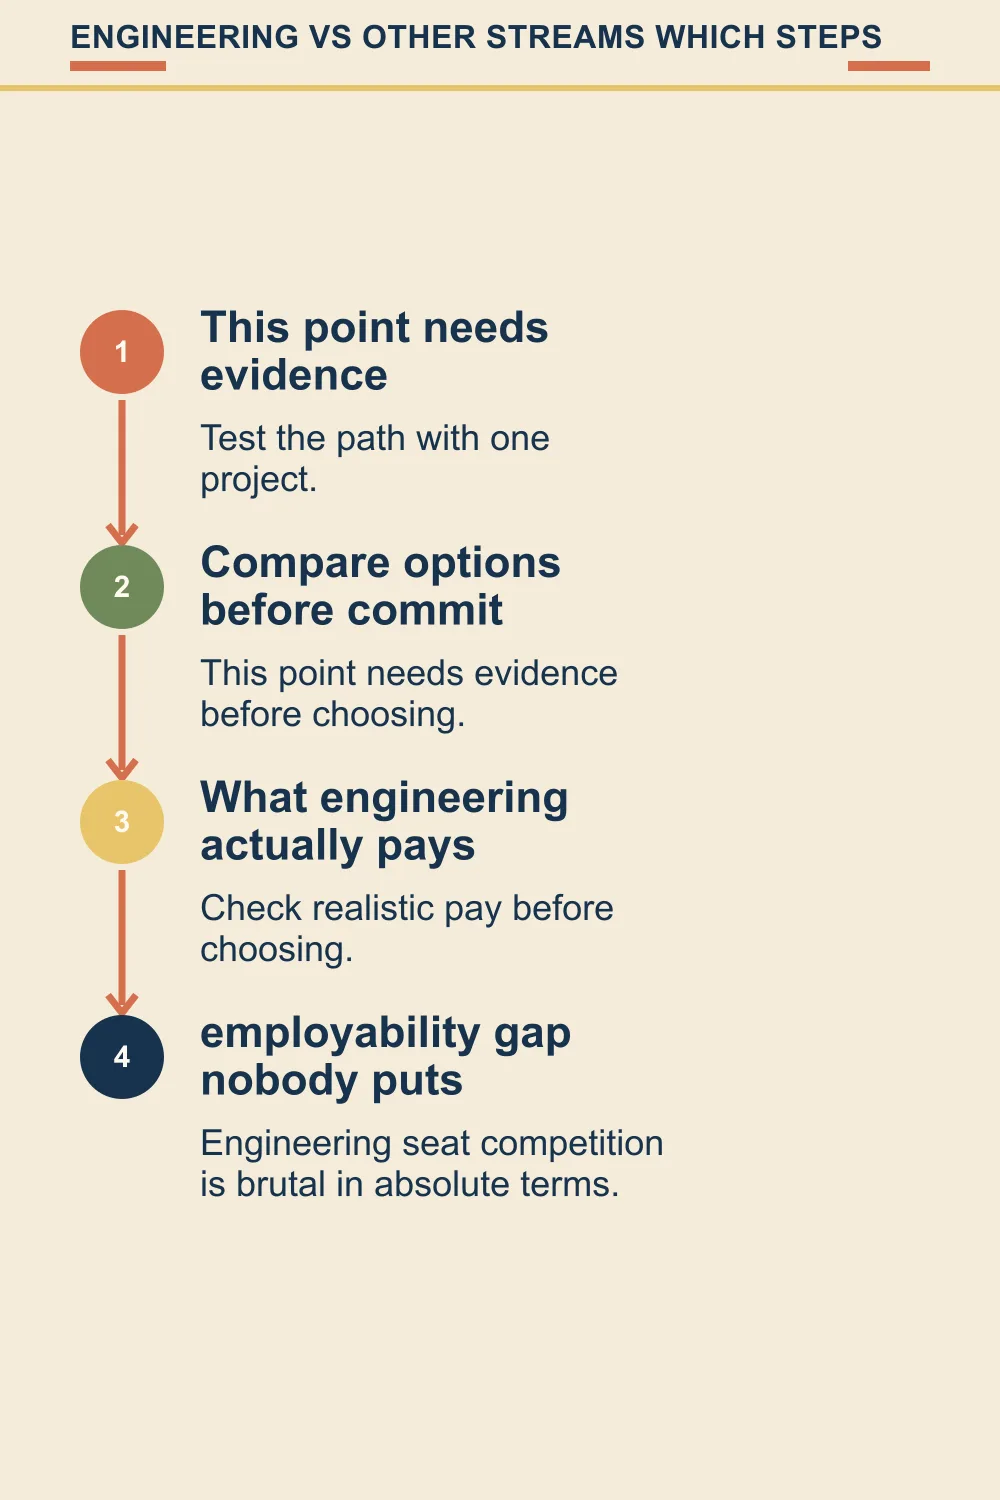 ENGINEERING VS OTHER STREAMS WHICH STEPS
1
This point needs
evidence
Test the path with one
project.
2
Compare options
before commit
This point needs evidence
before choosing.
3
What engineering
actually pays
Check realistic pay before
choosing.
4
employability gap
nobody puts
Engineering seat competition
is brutal in absolute terms.